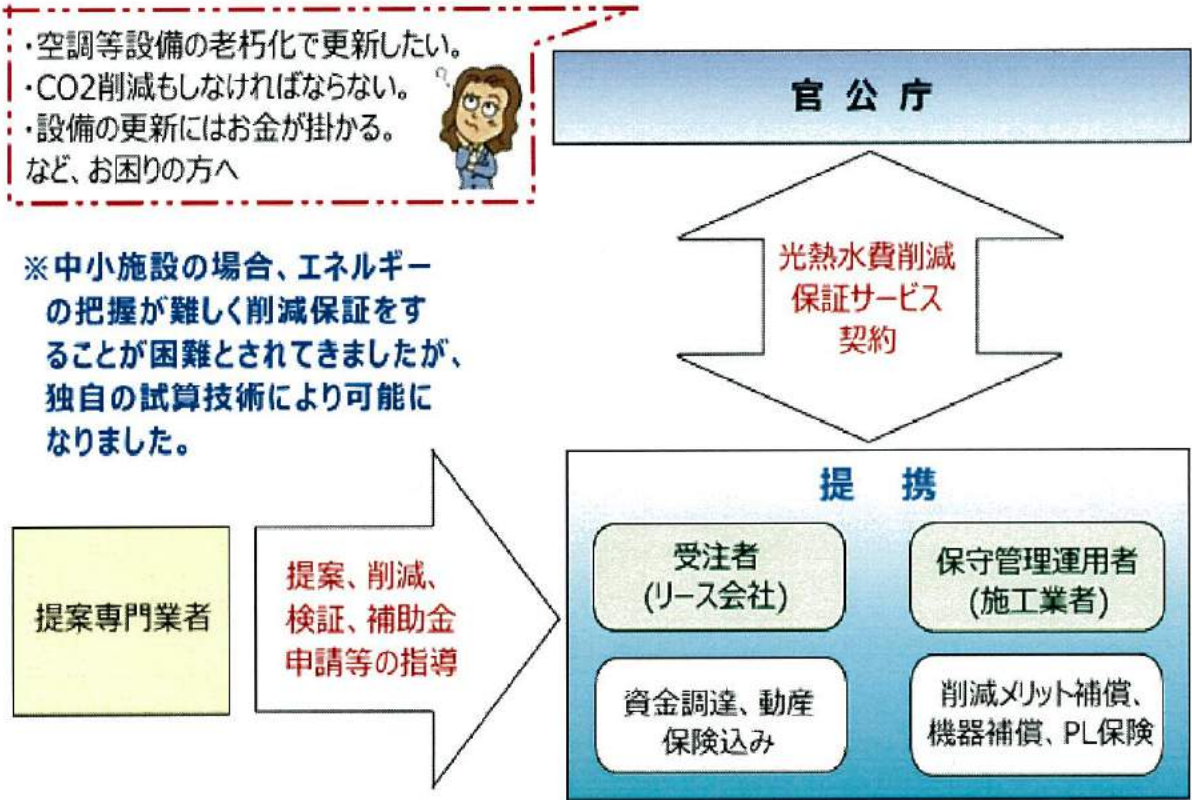 ・空調等設備の老朽化で更新したい。
・CO2削減もしなければならない。
・設備の更新にはお金が掛かる。
など、お困りの方へ
官公庁
※中小施設の場合、エネルギー
の把握が難しく削減保証をす
ることが困難とされてきましたが、
独自の試算技術により可能に
なりました。
光熱水費削減
保証サービス
契約
提案専門業者
提案、削減、
検証、補助金
申請等の指導
提 携
受注者
(リース会社)
保守管理運用者
(施工業者)
資金調達、動産
保険込み
削減メリット補償、
機器補償、PL保険